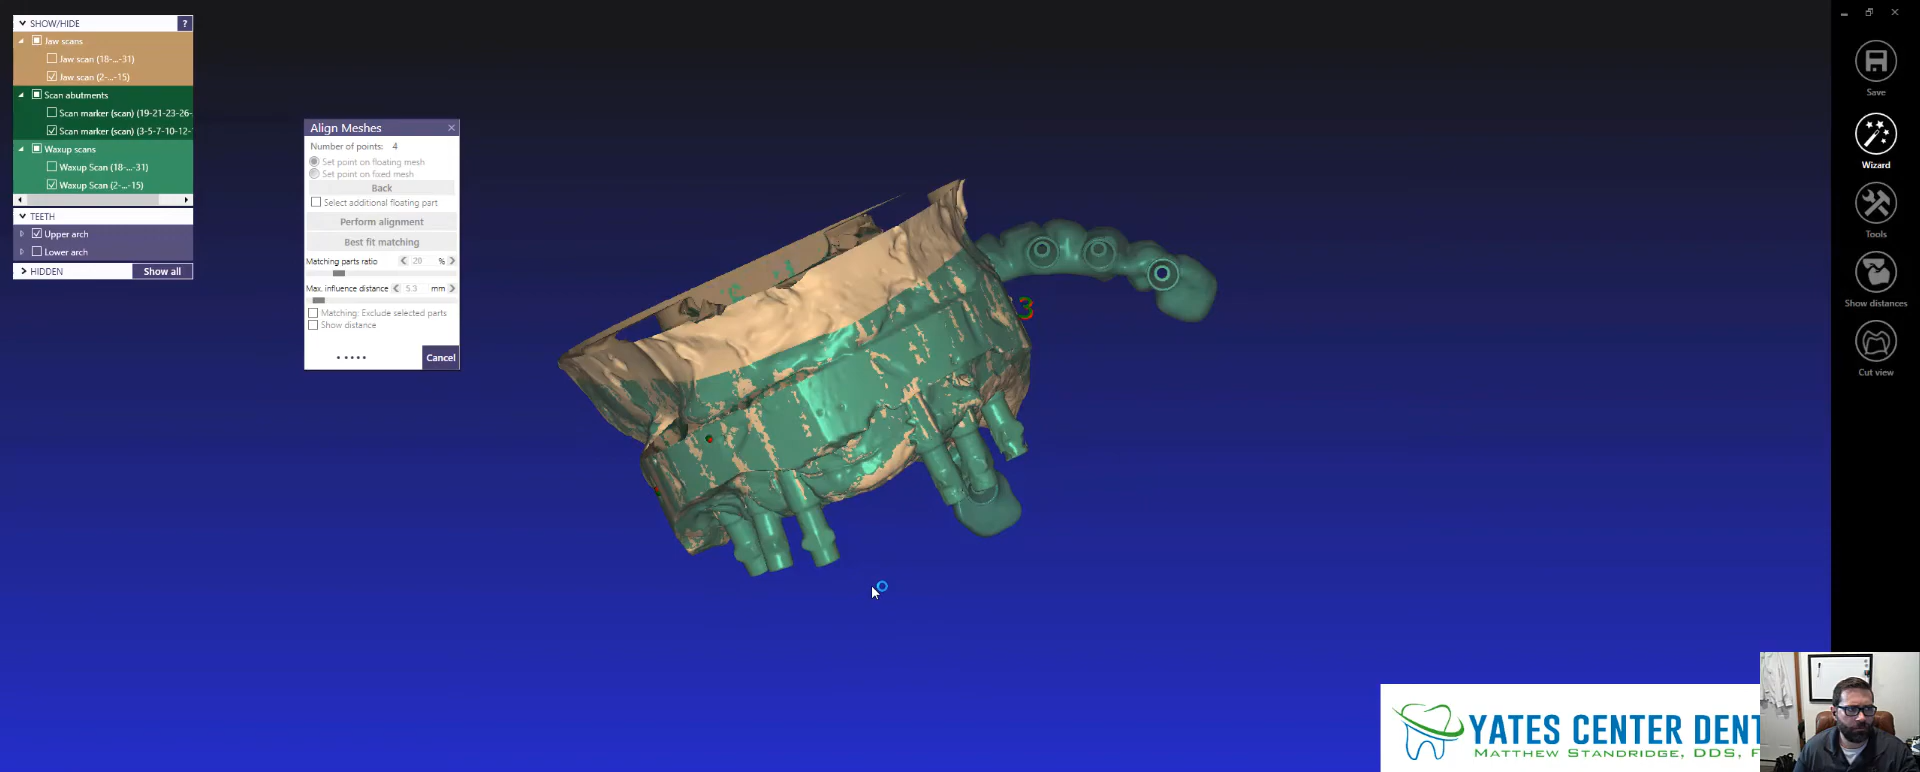 SHOW/HIDE
?
Jaw scans
Jaw scan (18-...-31)
Jaw scan (2-...-15)
Scan abutments
Scan marker (scan) (19-21-23-26-
Scan marker (scan) (3-5-7-10-12-
Waxup scans
Waxup Scan (18-...-31)
Waxup Scan (2-...-15)
TEETH
Upper arch
Lower arch
HIDDEN
Show all
Align Meshes
Number of points: 4
Set point on floating mesh
Set point on fixed mesh
Back
Select additional floating part
Perform alignment
Best fit matching
Matching parts ratio 20 %
Max. influence distance 5.3 mm
Matching: Exclude selected parts
Show distance
Cancel
3
Save
Wizard
Tools
Show distances
Cut view
YATES CENTER DENT
MATTHEW STANDRIDGE, DDS, F